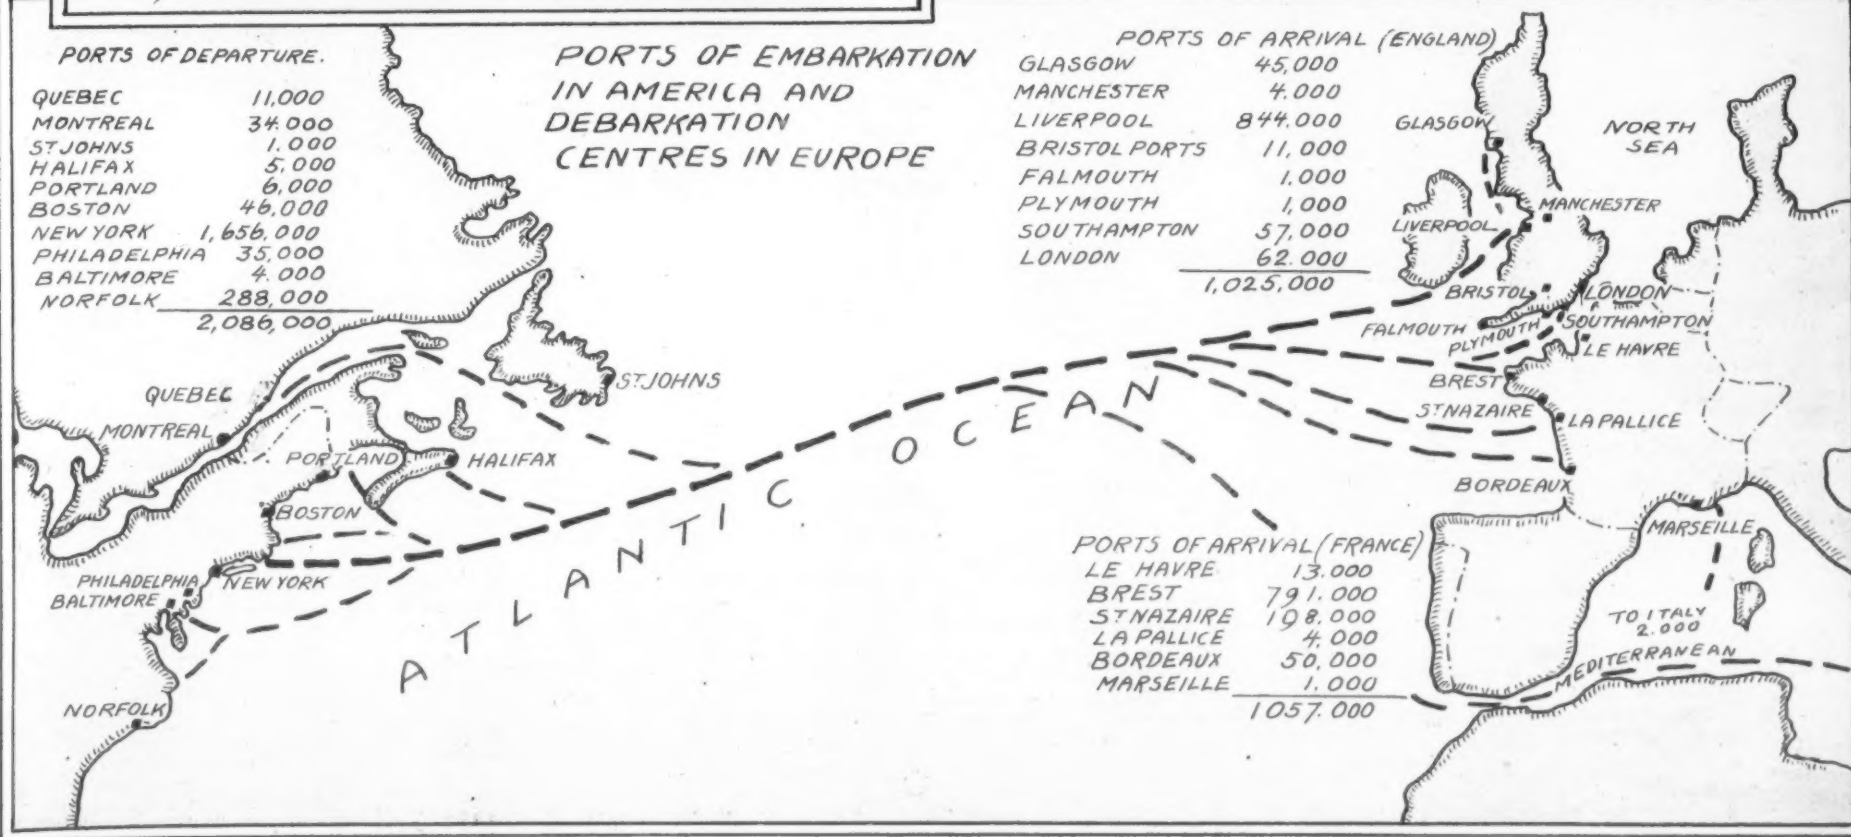 PORTS OF DEPARTURE.
QUEBEC 11,000
MONTREAL 34.000
ST JOHNS 1.000
HALIFAX 5,000
PORTLAND 6,000
BOSTON 46,000
NEW YORK 1,656,000
PHILADELPHIA 35,000
BALTIMORE 4.000
NORFOLK 288,000
2,086,000
PORTS OF EMBARKATION
IN AMERICA AND
DEBARKATION
CENTRES IN EUROPE
PORTS OF ARRIVAL (ENGLAND)
GLASGOW 45,000
MANCHESTER 4.000
LIVERPOOL 844.000
BRISTOL PORTS 11,000
FALMOUTH 1,000
PLYMOUTH 1,000
SOUTHAMPTON 57,000
LONDON 62.000
1,025,000
GLASGOW
NORTH
SEA
MANCHESTER
LIVERPOOL
BRISTOL
LONDON
FALMOUTH
PLYMOUTH
SOUTHAMPTON
LE HAVRE
BREST
ST NAZAIRE
LA PALLICE
BORDEAUX
MARSEILLE
QUEBEC
ST. JOHNS
MONTREAL
PORTLAND
HALIFAX
BOSTON
PHILADELPHIA
NEW YORK
BALTIMORE
NORFOLK
ATLANTIC OCEAN
PORTS OF ARRIVAL (FRANCE)
LE HAVRE 13.000
BREST 791.000
ST NAZAIRE 198.000
LA PALLICE 4,000
BORDEAUX 50,000
MARSEILLE 1.000
1057.000
TO ITALY
2.000
MEDITERRANEAN